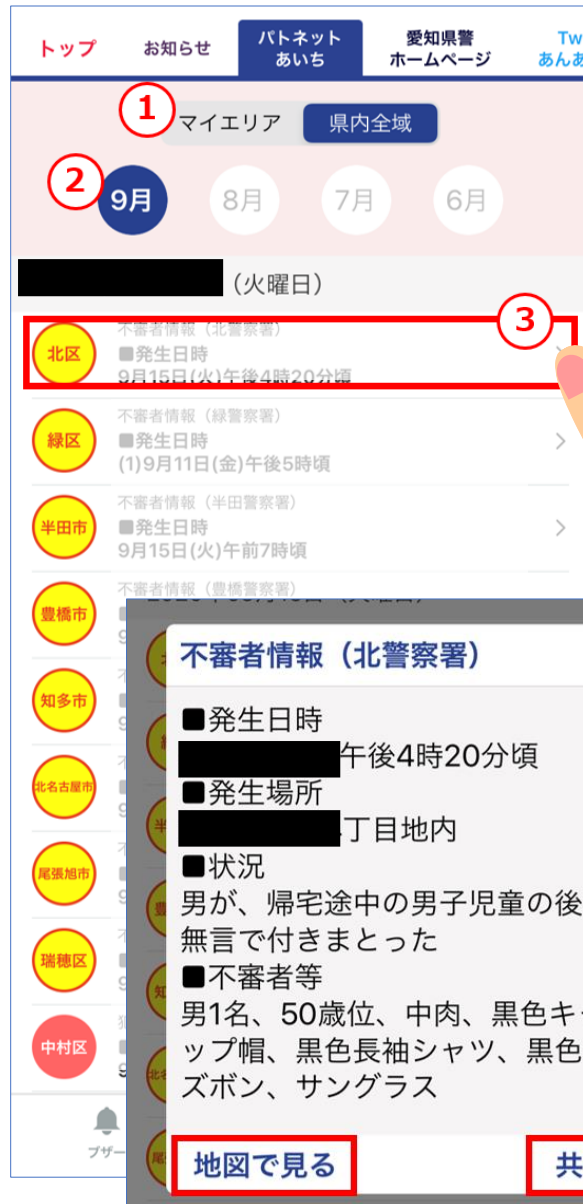 トップ
お知らせ
パトネット
あいち
愛知県警
ホームページ
Tw
あんあ
1
マイエリア
県内全域
2
9月
8月
7月
6月
（火曜日）
3
北区
不審者情報（北警察署）
■発生日時
9月15日(火)午後4時20分頃
緑区
不審者情報（緑警察署）
■発生日時
(1)9月11日(金)午後5時頃
半田市
不審者情報（半田警察署）
■発生日時
9月15日(火)午前7時頃
豊橋市
不審者情報（豊橋警察署）
知多市
北名古屋市
尾張旭市
瑞穂区
中村区
ブザー
不審者情報（北警察署）
■発生日時
午後4時20分頃
■発生場所
丁目地内
■状況
男が、帰宅途中の男子児童の後
無言で付きまとった
■不審者等
男1名、50歳位、中肉、黒色キャ
ップ帽、黒色長袖シャツ、黒色
ズボン、サングラス
地図で見る
共